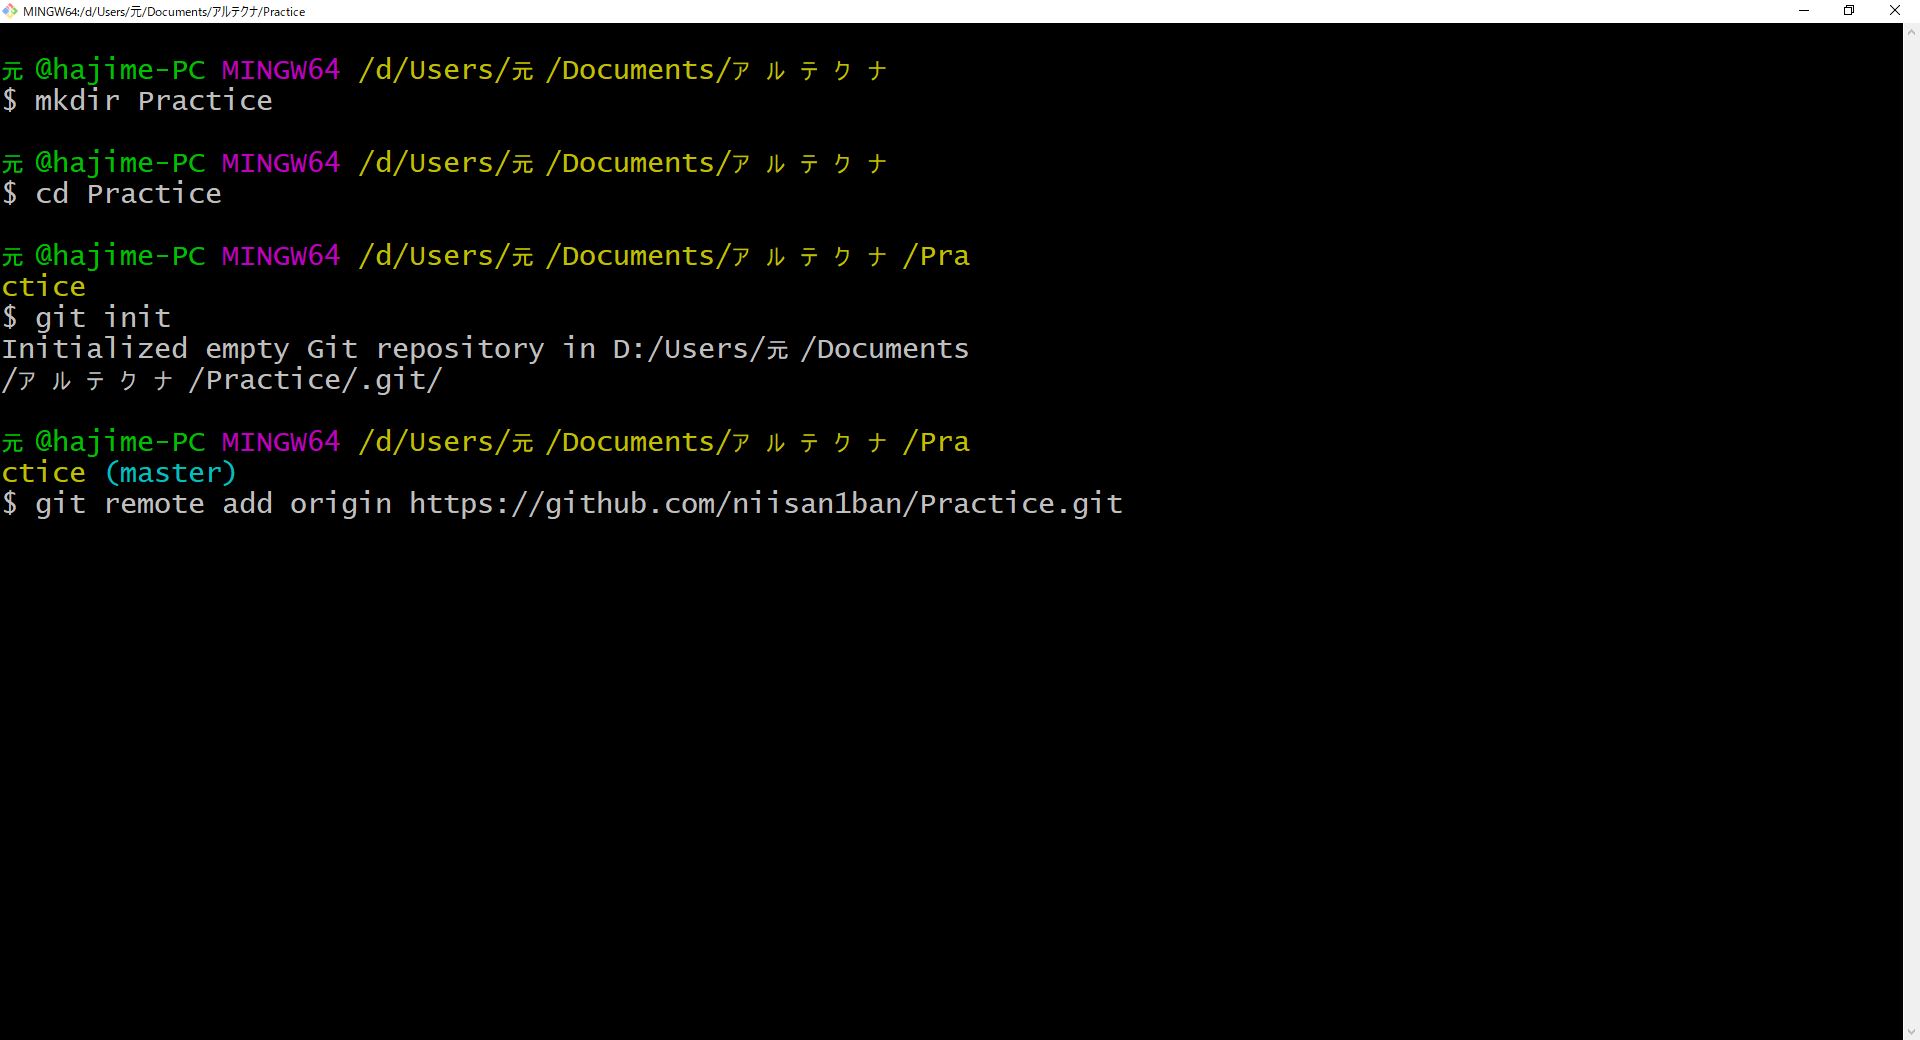 MINGW64:/d/Users/元/Documents/アルテクナ/Practice
元@hajime-PC MINGW64 /d/Users/元/Documents/アルテクナ
$ mkdir Practice
元@hajime-PC MINGW64 /d/Users/元/Documents/アルテクナ
$ cd Practice
元@hajime-PC MINGW64 /d/Users/元/Documents/アルテクナ/Pra
ctice
$ git init
Initialized empty Git repository in D:/Users/元/Documents
/アルテクナ/Practice/.git/
元@hajime-PC MINGW64 /d/Users/元/Documents/アルテクナ/Pra
ctice (master)
$ git remote add origin https://github.com/niisan1ban/Practice.git